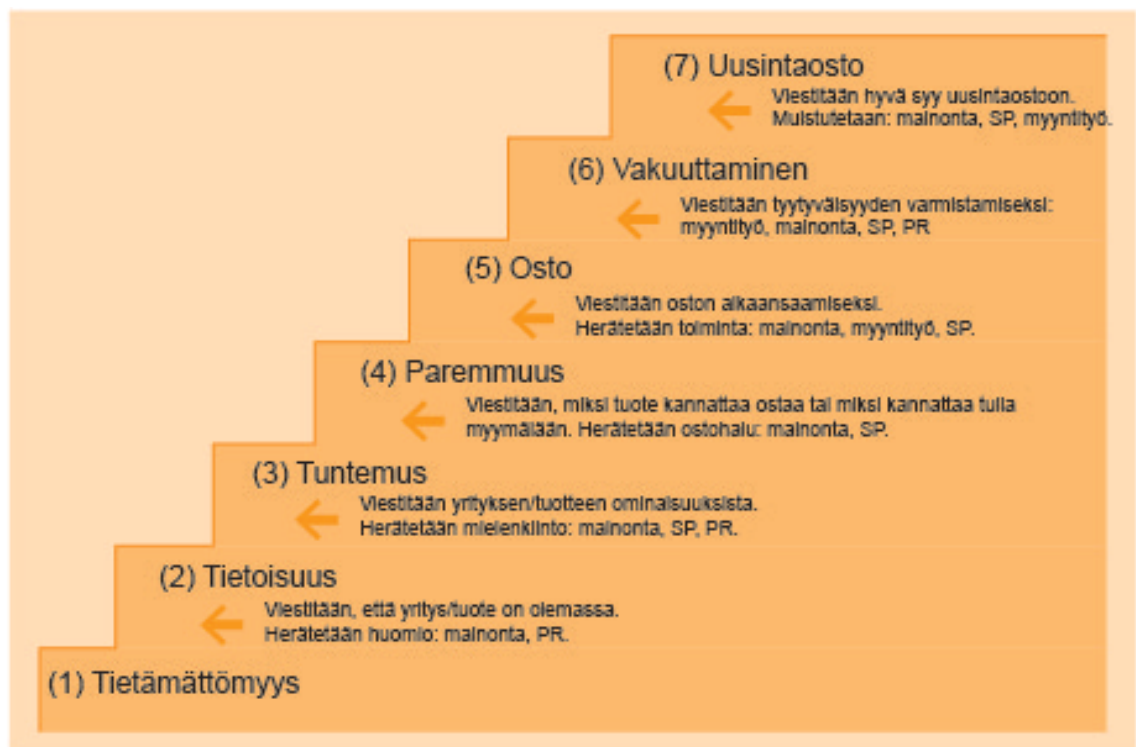 (7) Uusintaosto
Viestitään hyvä syy uusintaostoon.
Muistutetaan: mainonta, SP, myyntityö.
(6) Vakuuttaminen
Viestitään tyytyväisyyden varmistamiseksi:
myyntityö, mainonta, SP, PR
(5) Osto
Viestitään oston aikaansaamiseksi.
Herätetään toiminta: mainonta, myyntityö, SP.
(4) Paremmuus
Viestitään, miksi tuote kannattaa ostaa tai miksi kannattaa tulla
myymälään. Herätetään ostohalu: mainonta, SP.
(3) Tuntemus
Viestitään yrityksen/tuotteen ominaisuuksista.
Herätetään mielenkiinto: mainonta, SP, PR.
(2) Tietoisuus
Viestitään, että yritys/tuote on olemassa.
Herätetään huomio: mainonta, PR.
(1) Tietämättömyys